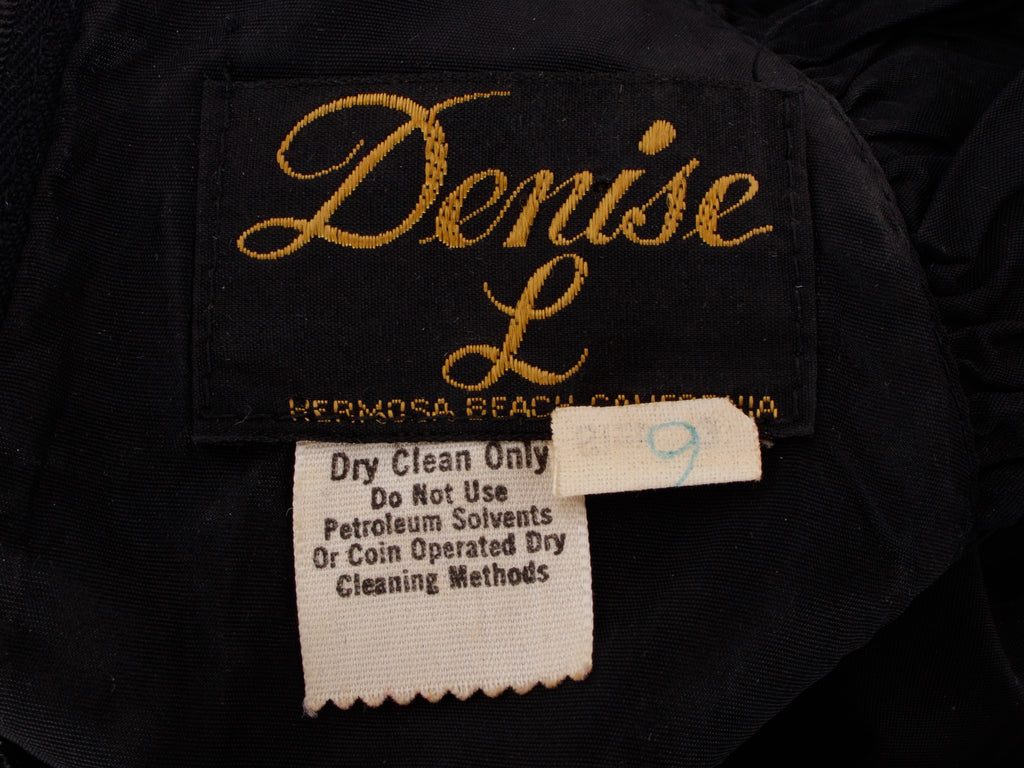 Denise
L
HERMOSA BEACH CALIFORNIA
9
Dry Clean Only
Do Not Use
Petroleum Solvents
Or Coin Operated Dry
Cleaning Methods